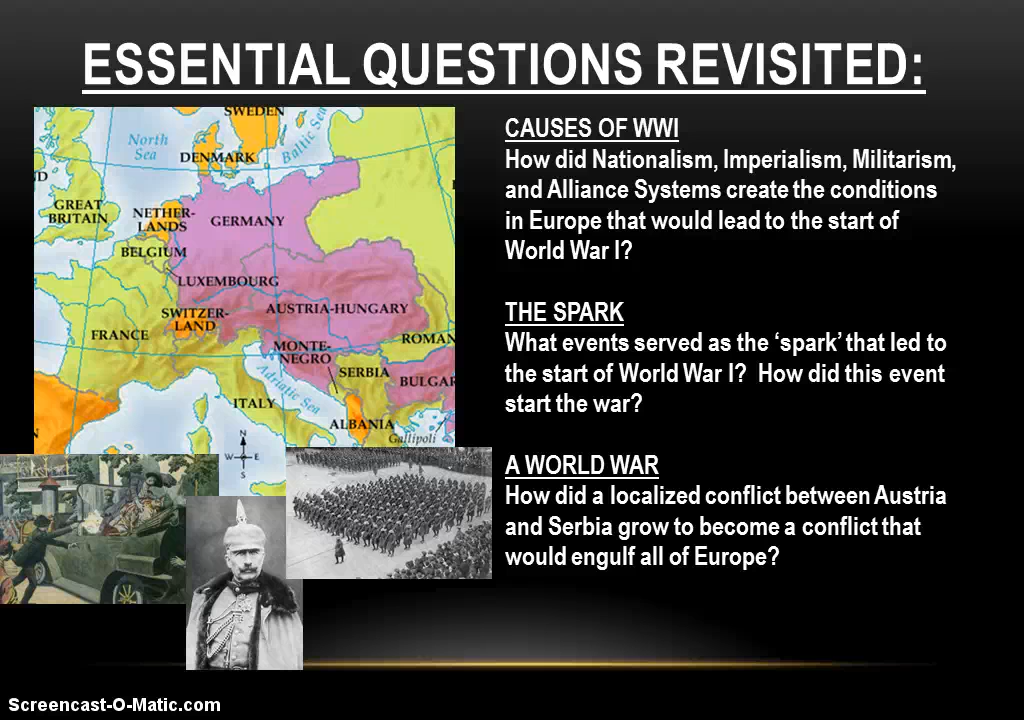 ESSENTIAL QUESTIONS REVISITED:
SWEDEN
North
Sea
Baltic Sea
DENMARK
D
GREAT
BRITAIN
NETHER-
LANDS
GERMANY
BELGIUM
LUXEMBOURG
SWITZER-
LAND
AUSTRIA-HUNGARY
FRANCE
MONTE-
NEGRO
ROMAN
SERBIA
BULGAR
Adriatic Sea
ITALY
ALBANIA
Gallipoli
N
N
W E
S
CAUSES OF WWI
How did Nationalism, Imperialism, Militarism,
and Alliance Systems create the conditions
in Europe that would lead to the start of
World War I?
THE SPARK
What events served as the ‘spark’ that led to
the start of World War I?  How did this event
start the war?
A WORLD WAR
How did a localized conflict between Austria
and Serbia grow to become a conflict that
would engulf all of Europe?
Screencast-O-Matic.com